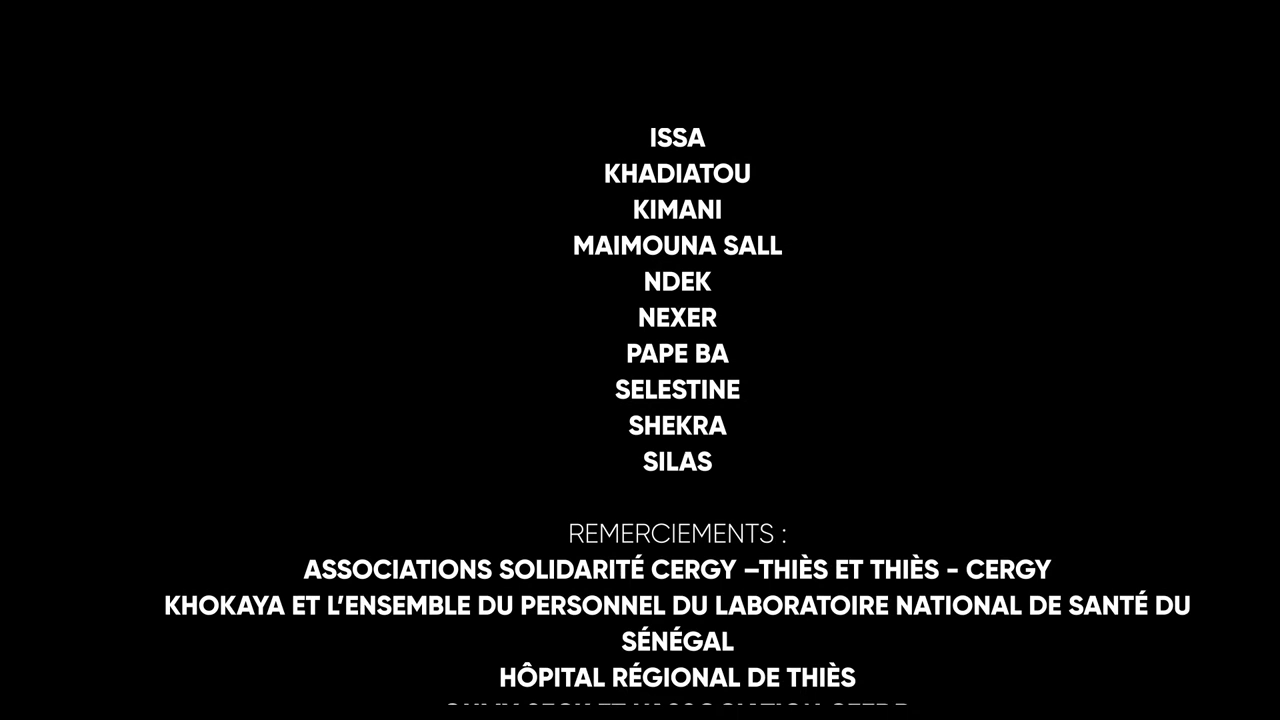 ISSA
KHADIATOU
KIMANI
MAIMOUNA SALL
NDEK
NEXER
PAPE BA
SELESTINE
SHEKRA
SILAS
REMERCIEMENTS :
ASSOCIATIONS SOLIDARITÉ CERGY –THIÈS ET THIÈS - CERGY
KHOKAYA ET L’ENSEMBLE DU PERSONNEL DU LABORATOIRE NATIONAL DE SANTÉ DU
SÉNÉGAL
HÔPITAL RÉGIONAL DE THIÈS